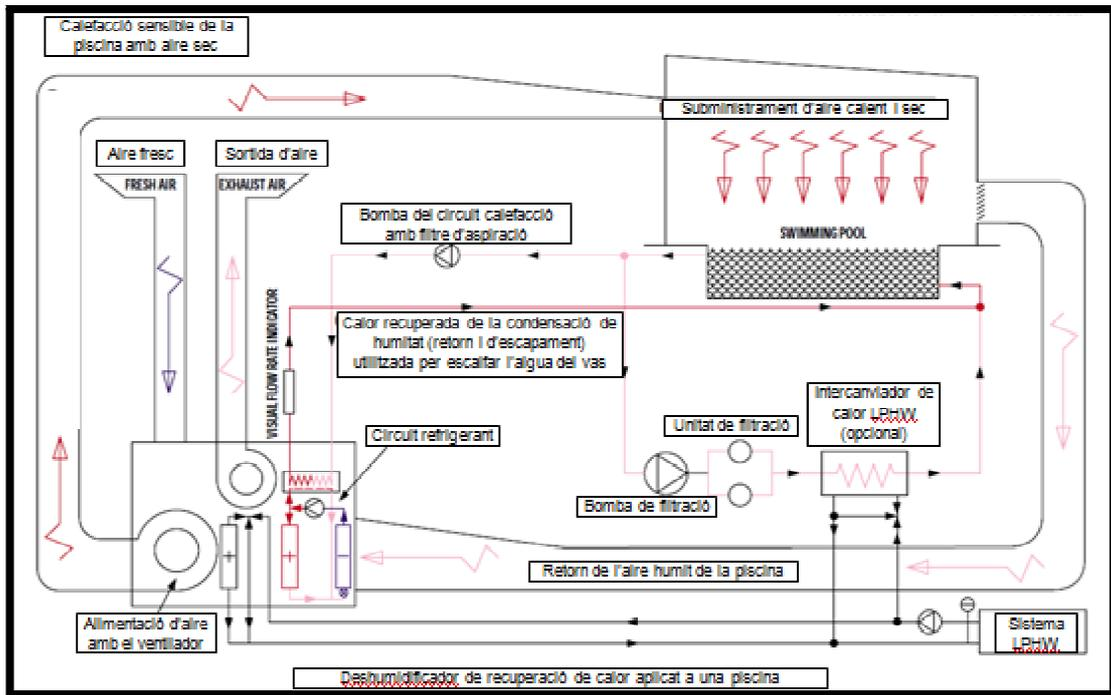 Calefacció sensible de la
piscina amb aire sec
Subministrament d'aire calent i sec
Aire fresc
Sortida d'aire
FRESH AIR
EXHAUST AIR
Bomba del circuit calefacció
amb filtre d'aspiració
SWIMMING POOL
VISUAL FLOW RATE INDICATOR
Calor recuperada de la condensació de
humitat (retorn i d'escapament)
utilitzada per escalfar l'aigua del vas
Intercanviador de
calor LPHW
(opcional)
Unitat de filtració
Circuit refrigerant
Bomba de filtració
Retorn de l'aire humit de la piscina
Alimentació d'aire
amb el ventilador
Sistema
LPHW
Deshumidificador de recuperació de calor aplicat a una piscina